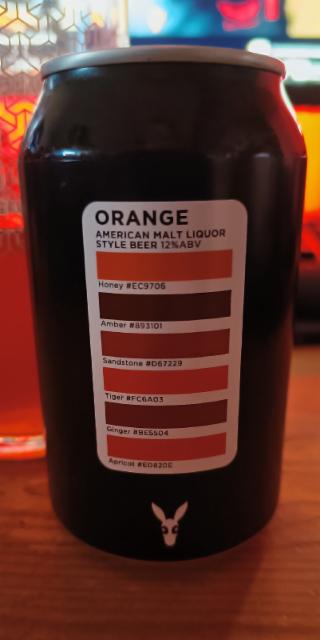 ORANGE
AMERICAN MALT LIQUOR
STYLE BEER 12%ABV
Honey #EC9706
Amber #893101
Sandstone #D67229
Tiger #FC6A03
Ginger #BE5504
Apricot #ED820E